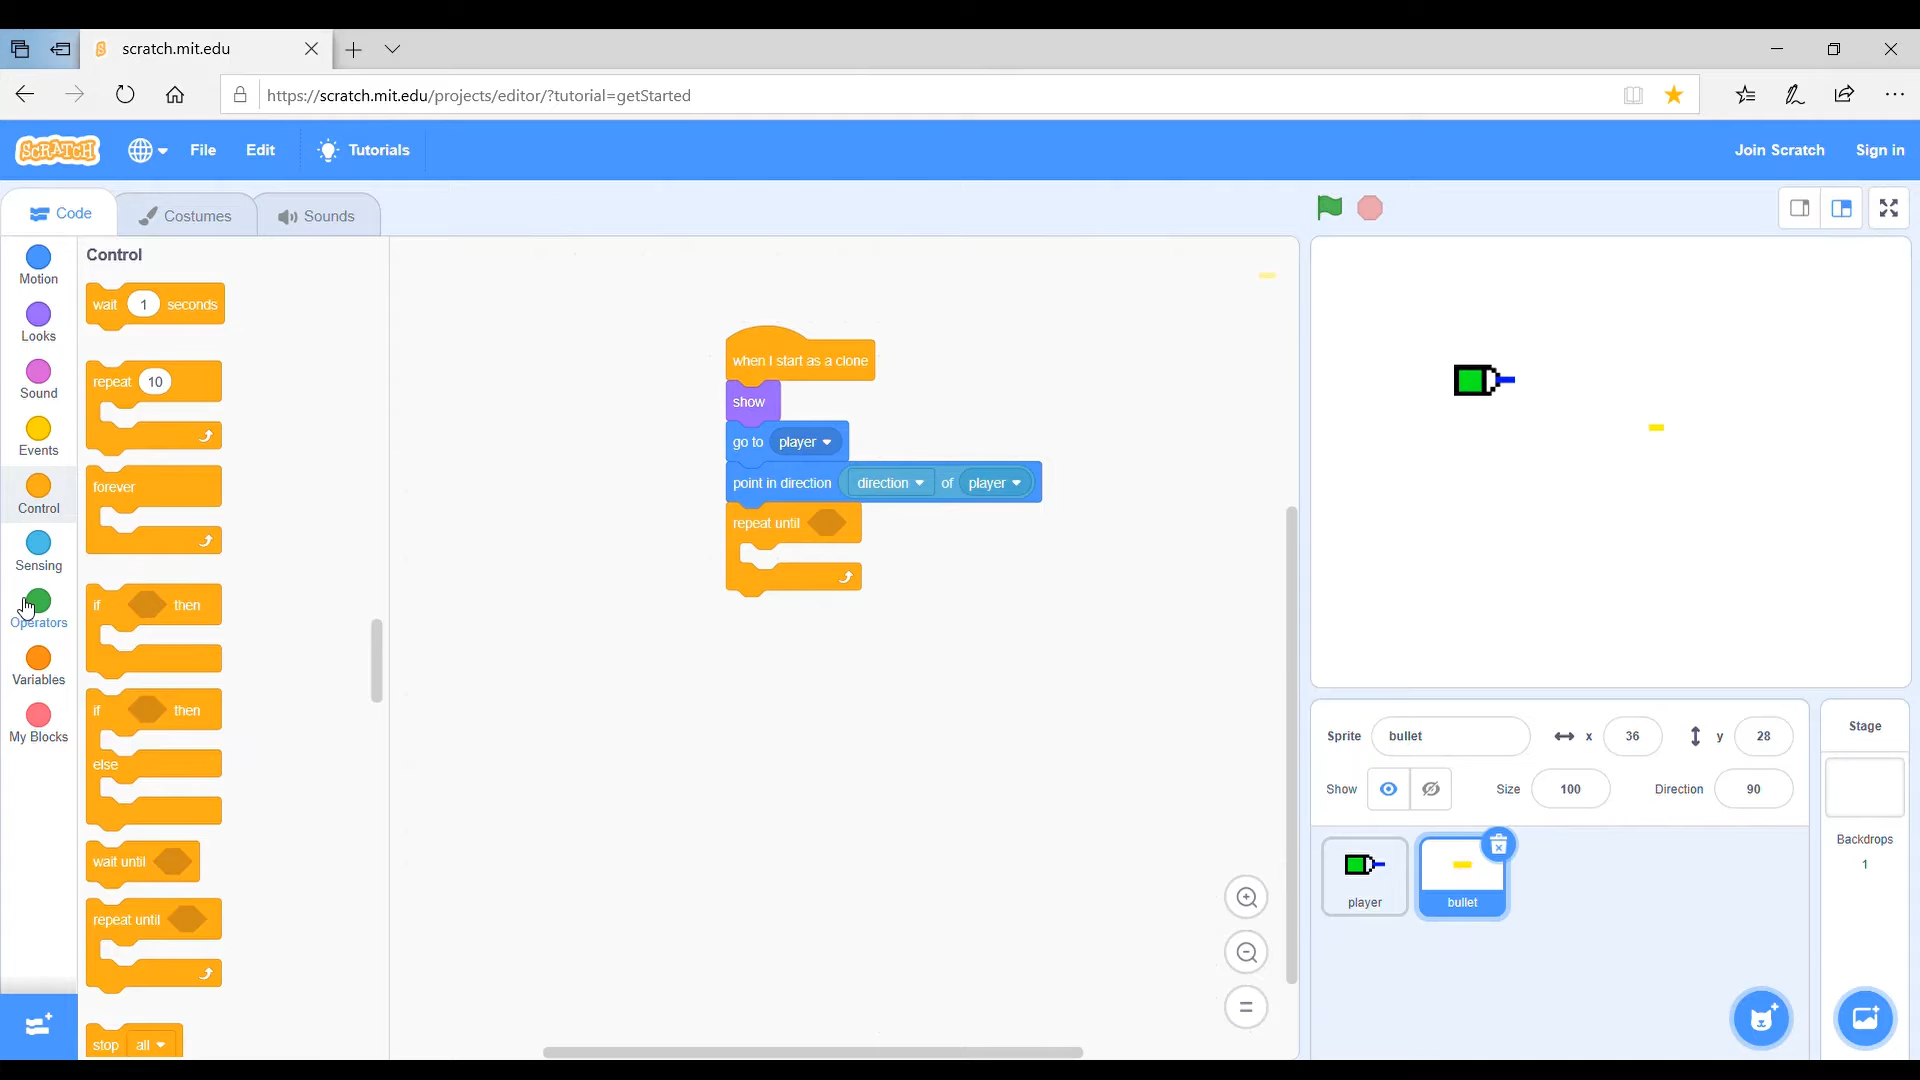 scratch.mit.edu
https://scratch.mit.edu/projects/editor/?tutorial=getStarted
SCRATCH
File
Edit
Tutorials
Join Scratch
Sign in
Code
Costumes
Sounds
Motion
Looks
Sound
Events
Control
Sensing
Operators
Variables
My Blocks
Control
wait 1 seconds
repeat 10
forever
if then
if then
else
wait until
repeat until
stop all
when I start as a clone
show
go to player
point in direction direction of player
repeat until
Sprite bullet x 36 y 28
Show Size 100 Direction 90
player
bullet
Stage
Backdrops
1